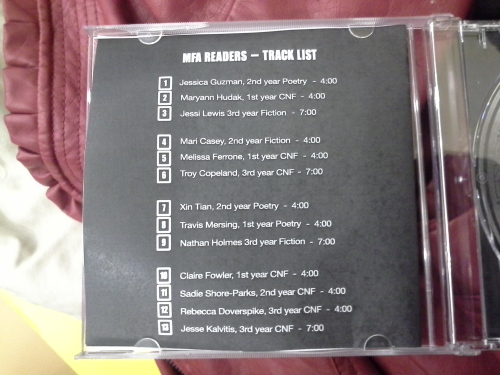 MFA READERS – TRACK LIST
1 Jessica Guzman, 2nd year Poetry - 4:00
2 Maryann Hudak, 1st year CNF - 4:00
3 Jessi Lewis 3rd year Fiction - 7:00
4 Mari Casey, 2nd year Fiction - 4:00
5 Melissa Ferrone, 1st year CNF - 4:00
6 Troy Copeland, 3rd year CNF - 7:00
7 Xin Tian, 2nd year Poetry - 4:00
8 Travis Mersing, 1st year Poetry - 4:00
9 Nathan Holmes 3rd year Fiction - 7:00
10 Claire Fowler, 1st year CNF - 4:00
11 Sadie Shore-Parks, 2nd year CNF - 4:00
12 Rebecca Doverspike, 3rd year CNF - 4:00
13 Jesse Kalvitis, 3rd year CNF - 7:00